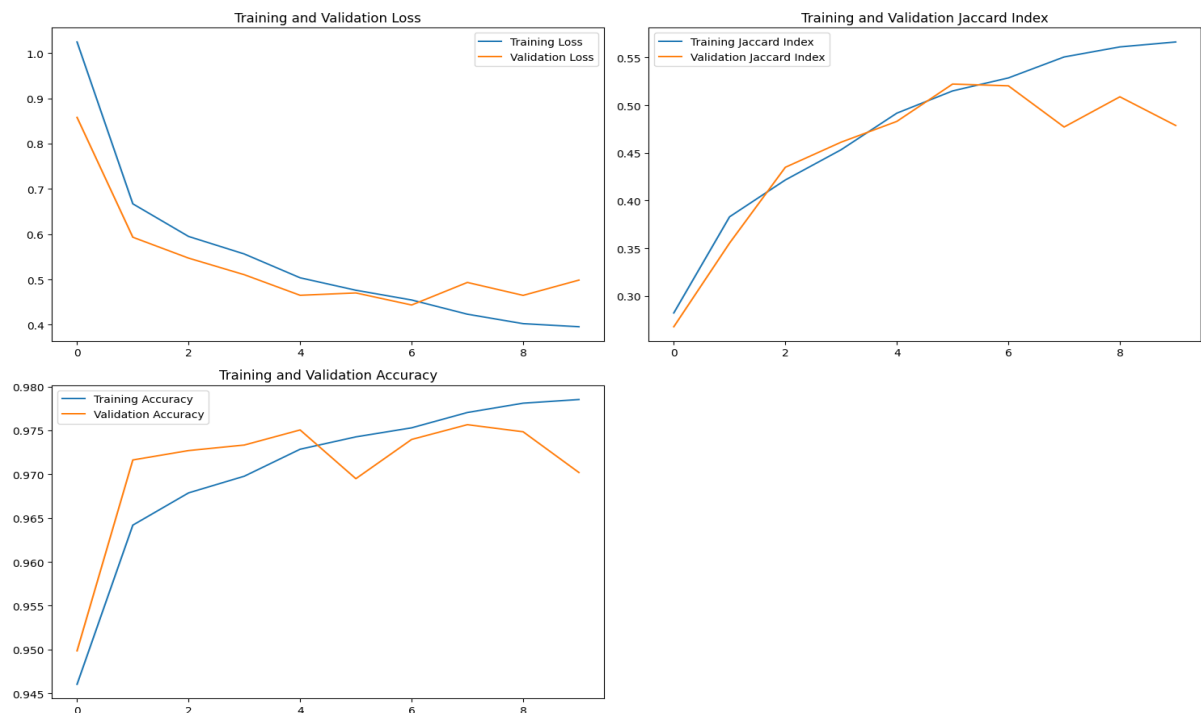 Training and Validation Loss
1.0
0.9
0.8
0.7
0.6
0.5
0.4
0 2 4 6 8
Training Loss
Validation Loss
Training and Validation Jaccard Index
0.55
0.50
0.45
0.40
0.35
0.30
0 2 4 6 8
Training Jaccard Index
Validation Jaccard Index
Training and Validation Accuracy
0.980
0.975
0.970
0.965
0.960
0.955
0.950
0.945
0 2 4 6 8
Training Accuracy
Validation Accuracy